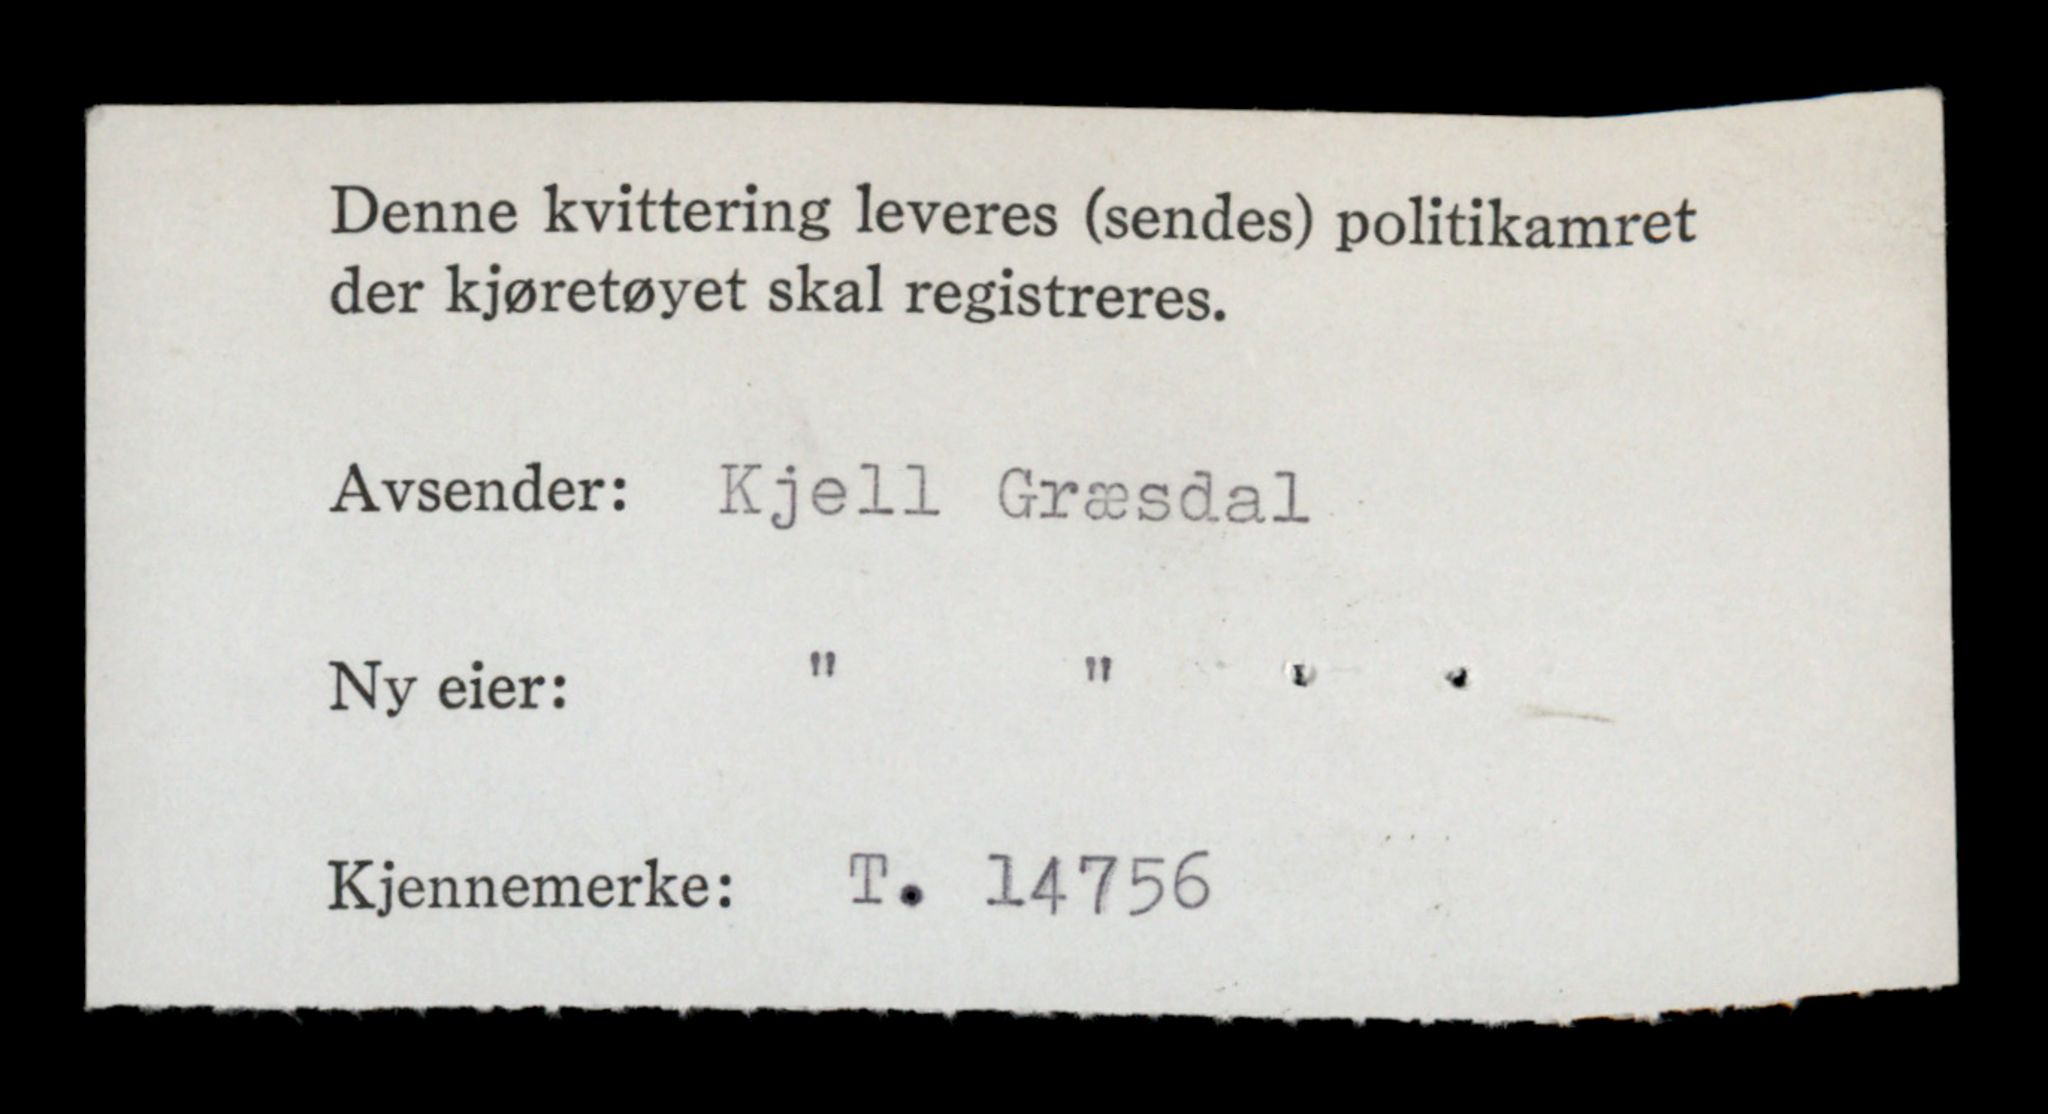 Denne kvittering leveres (sendes) politikamret
der kjøretøyet skal registreres.
Avsender: Kjell Græsdal
Ny eier: " "
Kjennemerke: T. 14756